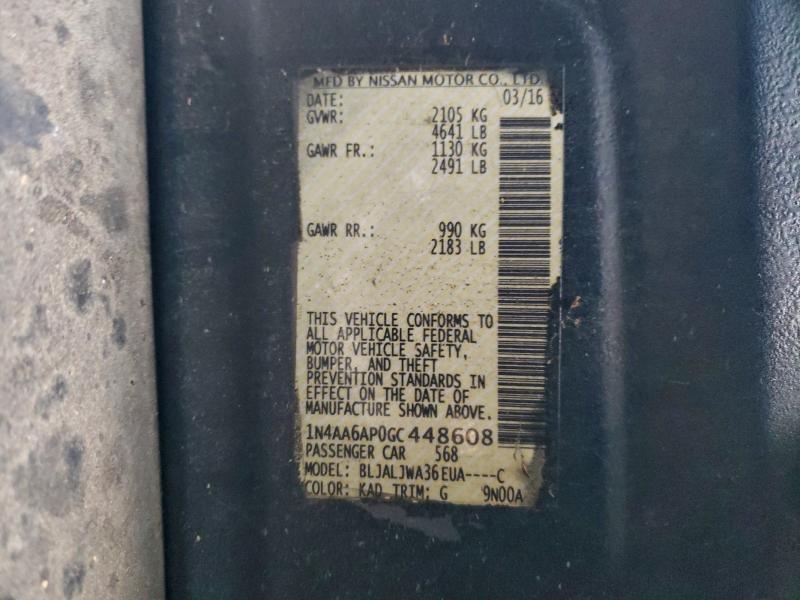 MFD BY NISSAN MOTOR CO., LTD.
DATE: 03/16
GVWR: 2105 KG
4641 LB
GAWR FR.: 1130 KG
2491 LB
GAWR RR.: 990 KG
2183 LB
THIS VEHICLE CONFORMS TO
ALL APPLICABLE FEDERAL
MOTOR VEHICLE SAFETY,
BUMPER, AND THEFT
PREVENTION STANDARDS IN
EFFECT ON THE DATE OF
MANUFACTURE SHOWN ABOVE.
1N4AA6AP0GC448608
PASSENGER CAR 568
MODEL: BLJALJWA36EUA----C
COLOR: KAD TRIM: G 9N00A